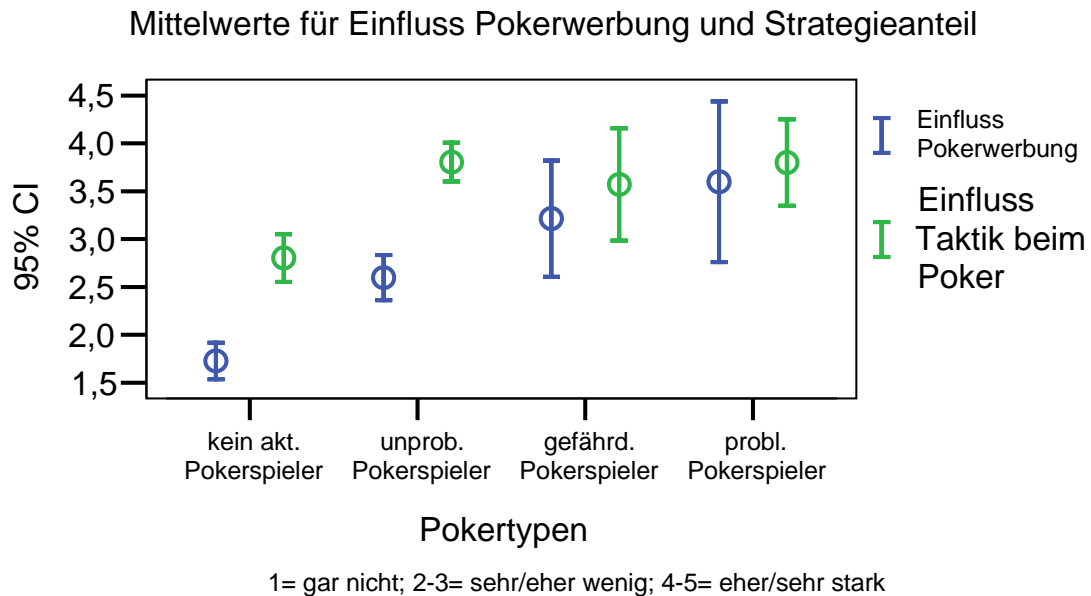 Mittelwerte für Einfluss Pokerwerbung und Strategieanteil
95% CI
4,5
4,0
3,5
3,0
2,5
2,0
1,5
Einfluss
Pokerwerbung
Einfluss
Taktik beim
Poker
kein akt.
Pokerspieler
unprob.
Pokerspieler
gefährd.
Pokerspieler
probl.
Pokerspieler
Pokertypen
1= gar nicht; 2-3= sehr/eher wenig; 4-5= eher/sehr stark